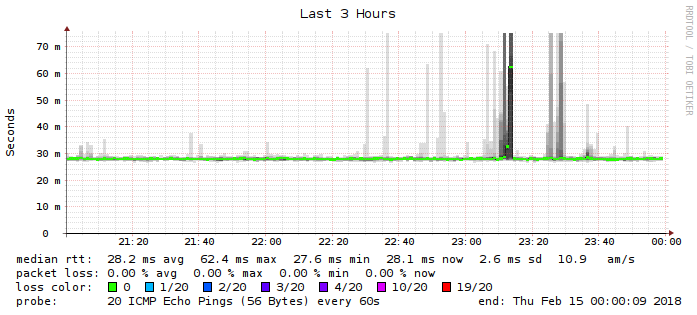 Last 3 Hours
RRDTOOL / TOBI OETIKER
Seconds
70 m
60 m
50 m
40 m
30 m
20 m
10 m
0
21:20 21:40 22:00 22:20 22:40 23:00 23:20 23:40 00:00
median rtt: 28.2 ms avg 62.4 ms max 27.6 ms min 28.1 ms now 2.6 ms sd 10.9 am/s
packet loss: 0.00 % avg 0.00 % max 0.00 % min 0.00 % now
loss color: 0 1/20 2/20 3/20 4/20 10/20 19/20
probe: 20 ICMP Echo Pings (56 Bytes) every 60s end: Thu Feb 15 00:00:09 2018